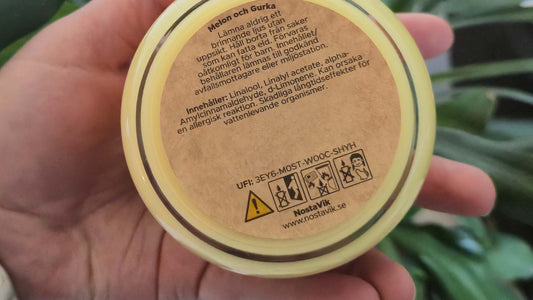 Melon och Gurka
Lämna aldrig ett
brinnande ljus utan
uppsikt. Håll borta från saker
som kan fatta eld. Förvaras
oåtkomligt för barn. Innehållet/
behållaren lämnas till godkänd
avfallsmottagare eller miljöstation.
Innehåller: Linalool, Linalyl acetate, alpha-
Amylcinnamaldehyde, d-Limonene. Kan orsaka
en allergisk reaktion. Skadliga långtidseffekter för
vattenlevande organismer.
UFI: 3EY6-M0ST-W00C-SHYH
NostaVik
www.nostavik.se